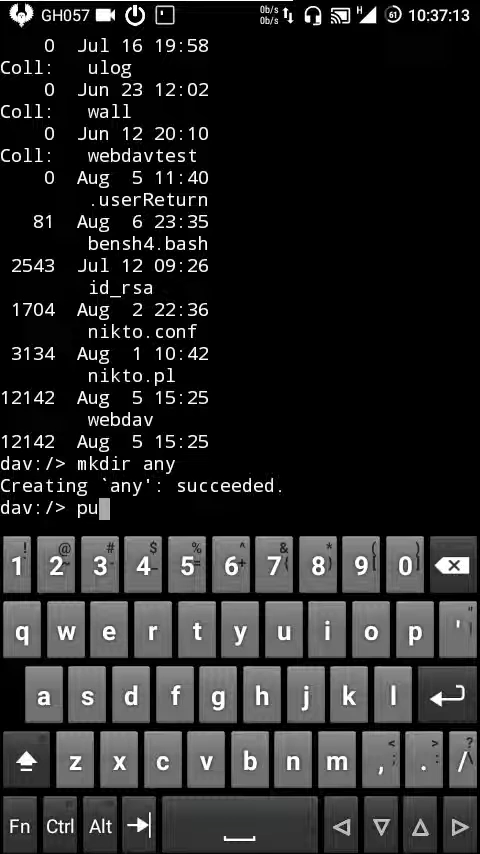 GH057 0b/s 0b/s H 61 10:37:13
0 Jul 16 19:58
Coll: ulog
0 Jun 23 12:02
Coll: wall
0 Jun 12 20:10
Coll: webdavtest
0 Aug 5 11:40
.userReturn
81 Aug 6 23:35
bensh4.bash
2543 Jul 12 09:26
id_rsa
1704 Aug 2 22:36
nikto.conf
3134 Aug 1 10:42
nikto.pl
12142 Aug 5 15:25
webdav
12142 Aug 5 15:25
dav:/> mkdir any
Creating `any': succeeded.
dav:/> pu
1 ! 2 @ 3 # 4 $ 5 % 6 ^ 7 & 8 * 9 ( 0 )
q w e r t y u i o p ' "
a s d f g h j k l
z x c v b n m , < ; . > : / ?
Fn Ctrl Alt